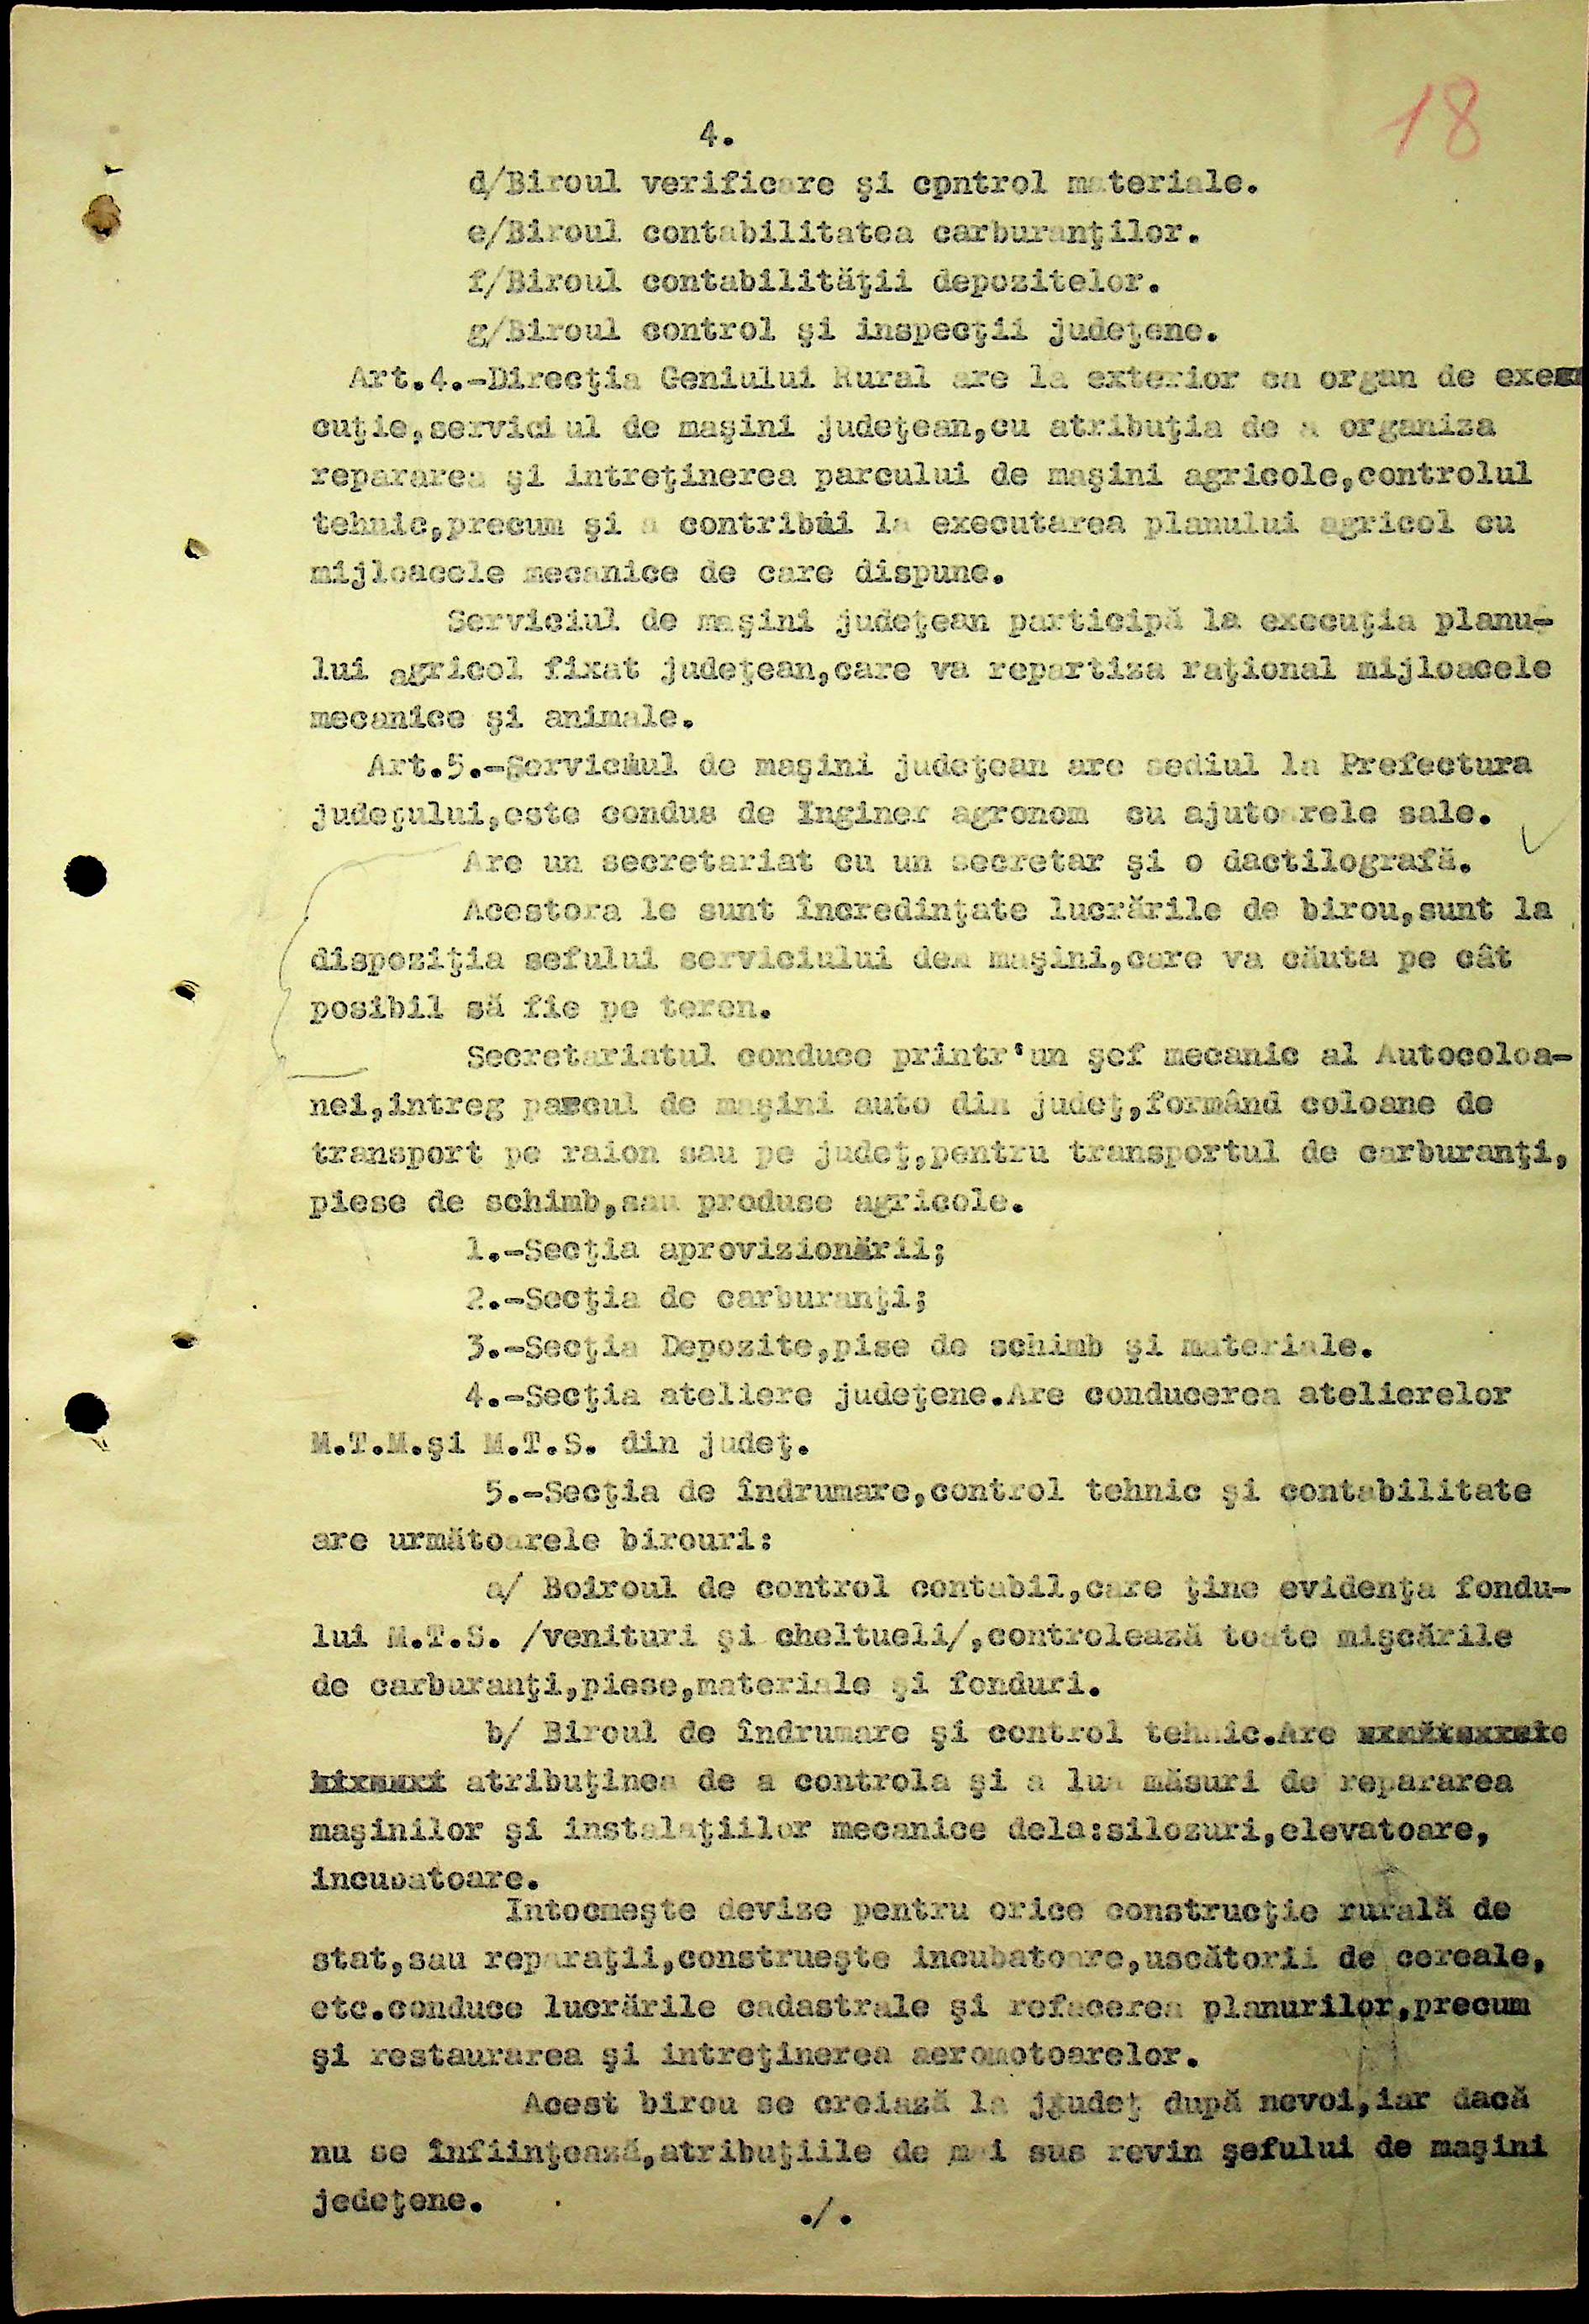 18
4.
d/Biroul verificare şi cpntrol materiale.
e/Biroul contabilitatea carburanţilor.
f/Biroul contabilităţii depozitelor.
g/Biroul control şi inspecţii judeţene.
Art.4.-Direcţia Geniului Rural are la exterior ca organ de exe
cuţie,serviciul de maşini judeţean,cu atribuţia de a organiza
repararea şi intreţinerea parcului de maşini agricole,controlul
tehnic,precum şi a contribui la executarea planului agricol cu
mijloacele mecanice de care dispune.
Serviciul de maşini judeţean participă la execuţia planu-
lui agricol fixat judeţean,care va repartiza raţional mijloacele
mecanice şi animale.
Art.5.-Serviciul de maşini judeţean are sediul la Prefectura
judeţului,este condus de Inginer agronom cu ajutoarele sale.
Are un secretariat cu un secretar şi o dactilografă.
Acestora le sunt încredinţate lucrările de birou,sunt la
dispoziţia sefului serviciului dea maşini,care va căuta pe cât
posibil să fie pe teren.
Secretariatul conduce printr'un şef mecanic al Autocoloa-
nei,intreg parcul de maşini auto din judeţ,formând coloane de
transport pe raion sau pe judeţ,pentru transportul de carburanţi,
piese de schimb,sau produse agricole.
1.-Secţia aprovizionării;
2.-Secţia de carburanţi;
3.-Secţia Depozite,pise de schimb şi materiale.
4.-Secţia ateliere judeţene.Are conducerea atelierelor
M.T.M.şi M.T.S. din judeţ.
5.-Secţia de îndrumare,control tehnic şi contabilitate
are următoarele birouri:
a/ Boiroul de control contabil,care ţine evidenţa fondu-
lui M.T.S. /venituri şi cheltueli/,controlează toate mişcările
de carburanţi,piese,materiale şi fonduri.
b/ Biroul de îndrumare şi control tehnic.Are
atribuţinea de a controla şi a lua măsuri de repararea
maşinilor şi instalaţiilor mecanice dela:silozuri,elevatoare,
incubatoare.
Intocmeşte devize pentru orice construcţie rurală de
stat,sau reparaţii,construeşte incubatoare,uscătorii de cereale,
etc.conduce lucrările cadastrale şi refacerea planurilor,precum
şi restaurarea şi intreţinerea aeromotoarelor.
Acest birou se creiază la jgudeţ după nevoi,iar dacă
nu se înfiinţează,atribuţiile de mai sus revin şefului de maşini
jedeţene.
./.